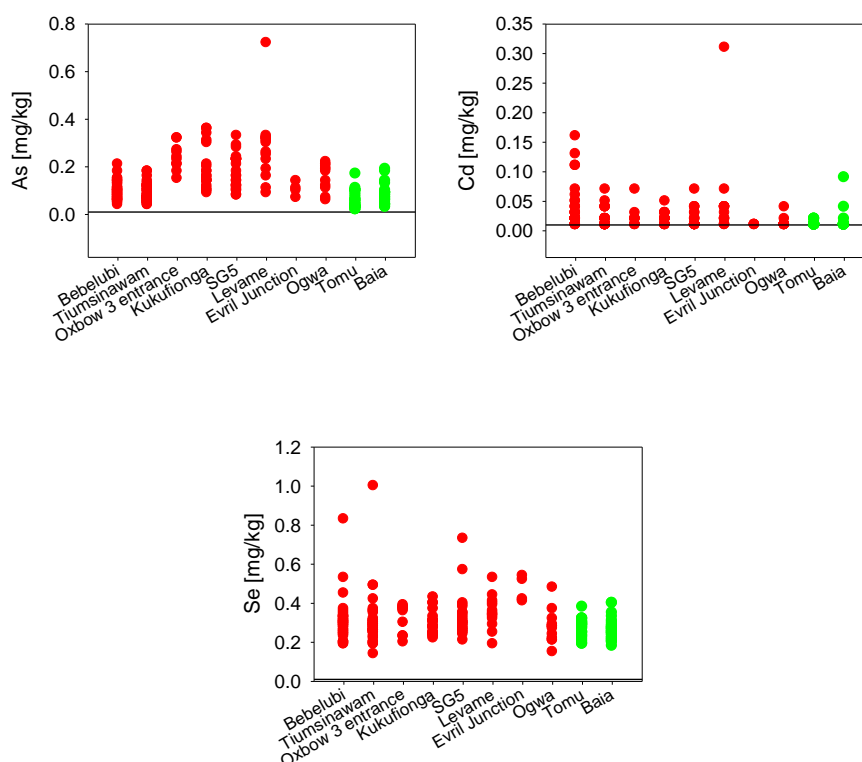 0.8
0.6
0.4
0.2
0.0
As [mg/kg]
Bebelubi
Tiumsinawam
Oxbow 3 entrance
Kukufionga
SG5
Levame
Evril Junction
Ogwa
Tomu
Baia
0.35
0.30
0.25
0.20
0.15
0.10
0.05
0.00
Cd [mg/kg]
Bebelubi
Tiumsinawam
Oxbow 3 entrance
Kukufionga
SG5
Levame
Evril Junction
Ogwa
Tomu
Baia
1.2
1.0
0.8
0.6
0.4
0.2
0.0
Se [mg/kg]
Bebelubi
Tiumsinawam
Oxbow 3 entrance
Kukufionga
SG5
Levame
Evril Junction
Ogwa
Tomu
Baia